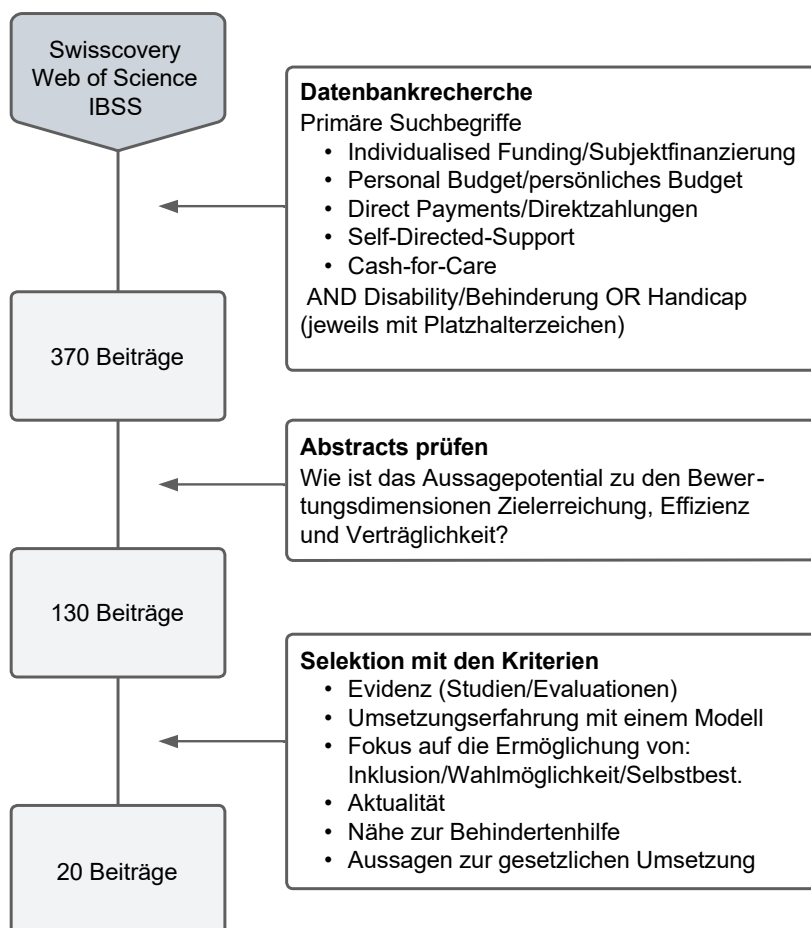 Swisscovery
Web of Science
IBSS
Datenbankrecherche
Primäre Suchbegriffe
• Individualised Funding/Subjektfinanzierung
• Personal Budget/persönliches Budget
• Direct Payments/Direktzahlungen
• Self-Directed-Support
• Cash-for-Care
AND Disability/Behinderung OR Handicap
(jeweils mit Platzhalterzeichen)
370 Beiträge
Abstracts prüfen
Wie ist das Aussagepotential zu den Bewer-
tungsdimensionen Zielerreichung, Effizienz
und Verträglichkeit?
130 Beiträge
Selektion mit den Kriterien
• Evidenz (Studien/Evaluationen)
• Umsetzungserfahrung mit einem Modell
• Fokus auf die Ermöglichung von:
Inklusion/Wahlmöglichkeit/Selbstbest.
• Aktualität
• Nähe zur Behindertenhilfe
• Aussagen zur gesetzlichen Umsetzung
20 Beiträge